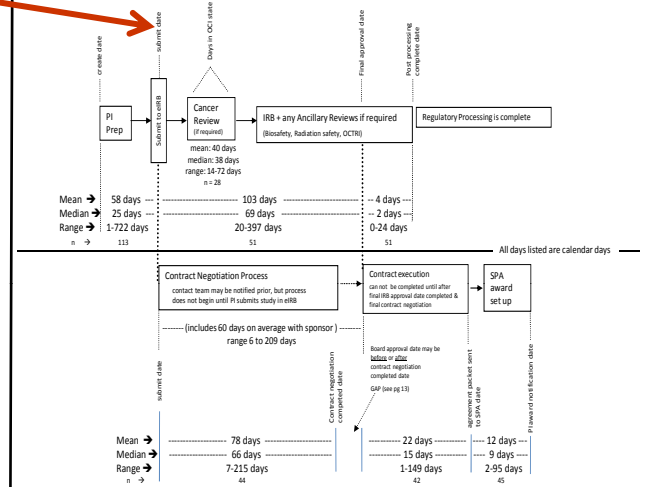 create date
submit date
Days in OCI state
Final approval date
Post processing
complete date
PI
Prep
Submit to eIRB
Cancer
Review
(if required)
IRB + any Ancillary Reviews if required
(Biosafety, Radiation safety, OCTRI)
Regulatory Processing is complete
mean: 40 days
median: 38 days
range: 14-72 days
n = 28
Mean → 58 days --- 103 days --- 4 days
Median → 25 days --- 69 days --- 2 days
Range → 1-722 days 20-397 days 0-24 days
n → 113 51 51
All days listed are calendar days
Contract Negotiation Process
contact team may be notified prior, but process
does not begin until PI submits study in eIRB
Contract execution
can not be completed until after
final IRB approval date completed &
final contract negotiation
SPA
award
set up
------(includes 60 days on average with sponsor ) ------
range 6 to 209 days
submit date
Contract negotiation
competed date
Board approval date may be
before or after
contract negotiation
completed date
GAP (see pg 13)
agreement packet sent
to SPA date
PI award notification date
Mean → 78 days 22 days 12 days
Median → 66 days 15 days 9 days
Range → 7-215 days 1-149 days 2-95 days
n → 44 42 45